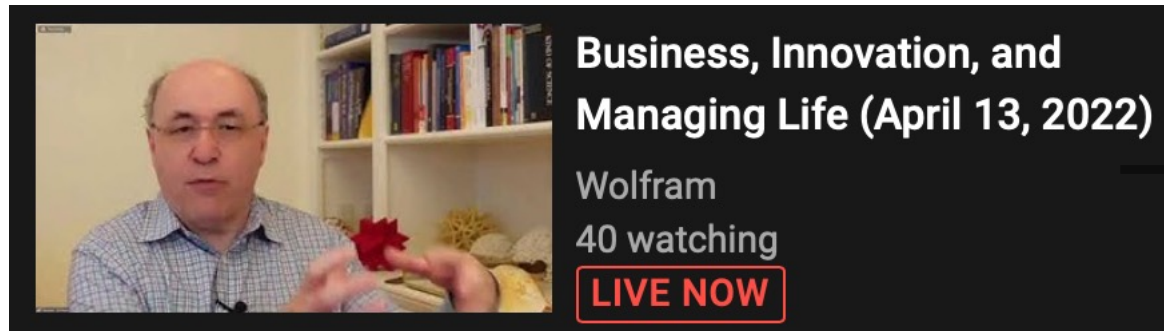 Business, Innovation, and
Managing Life (April 13, 2022)
Wolfram
40 watching
LIVE NOW